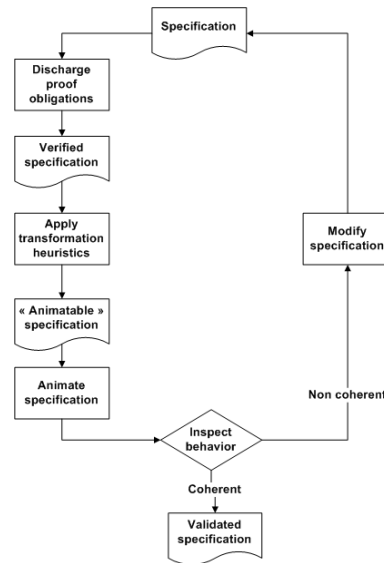 Specification
Discharge
proof
obligations
Verified
specification
Apply
transformation
heuristics
Modify
specification
« Animatable »
specification
Animate
specification
Non coherent
Inspect
behavior
Coherent
Validated
specification